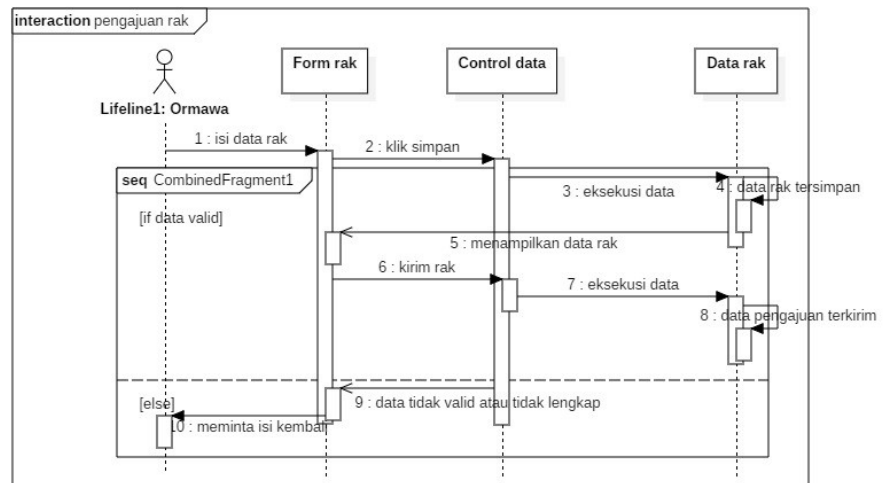 interaction pengajuan rak
Form rak
Control data
Data rak
Lifeline1: Ormawa
1 : isi data rak
2 : klik simpan
seq CombinedFragment1
3 : eksekusi data
4 : data rak tersimpan
[if data valid]
5 : menampilkan data rak
6 : kirim rak
7 : eksekusi data
8 : data pengajuan terkirim
[else]
9 : data tidak valid atau tidak lengkap
10 : meminta isi kembali